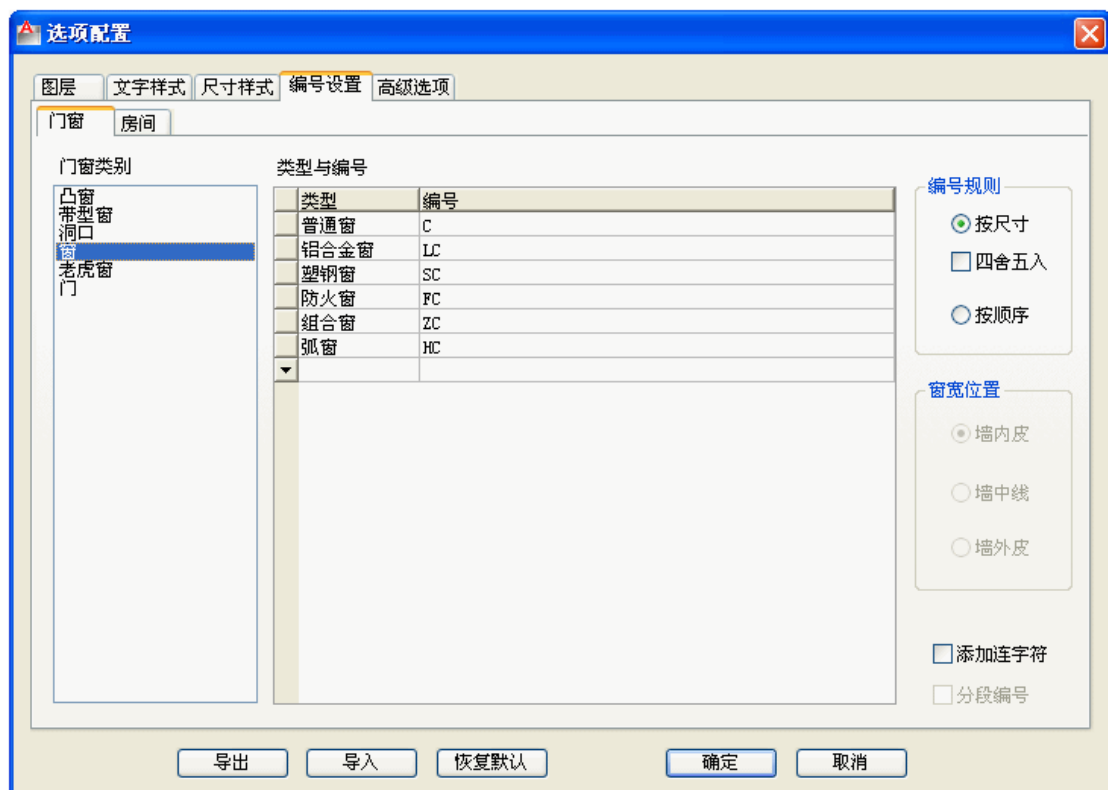 选项配置
图层 文字样式 尺寸样式 编号设置 高级选项
门窗 房间
门窗类别
凸窗
带型窗
洞口
窗
老虎窗
门
类型与编号
类型 编号
普通窗 C
铝合金窗 LC
塑钢窗 SC
防火窗 FC
组合窗 ZC
弧窗 HC
编号规则
按尺寸
四舍五入
按顺序
窗宽位置
墙内皮
墙中线
墙外皮
添加连字符
分段编号
导出 导入 恢复默认 确定 取消